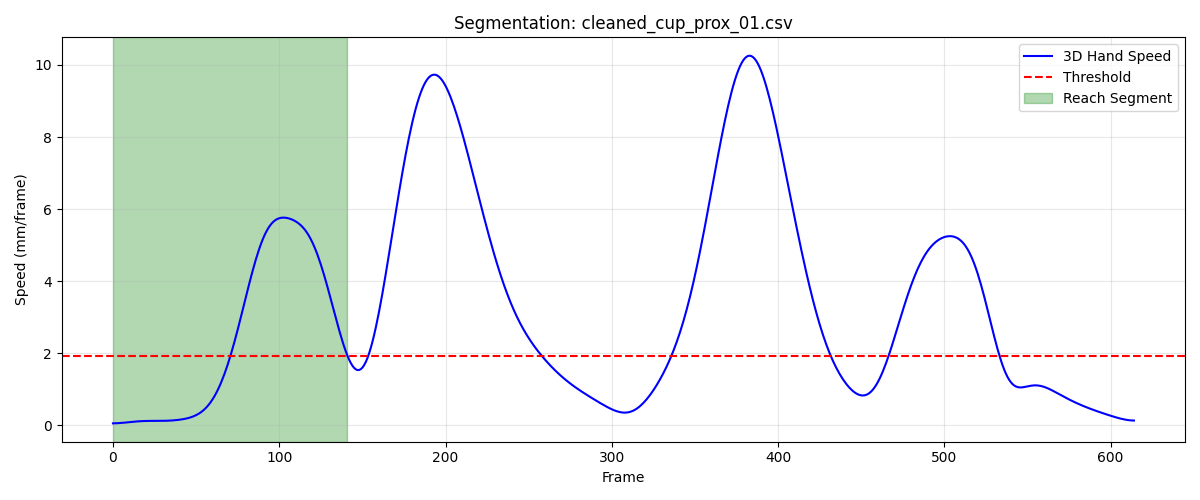 Segmentation: cleaned_cup_prox_01.csv
3D Hand Speed
Threshold
Reach Segment
Speed (mm/frame)
10
8
6
4
2
0
0 100 200 300 400 500 600
Frame